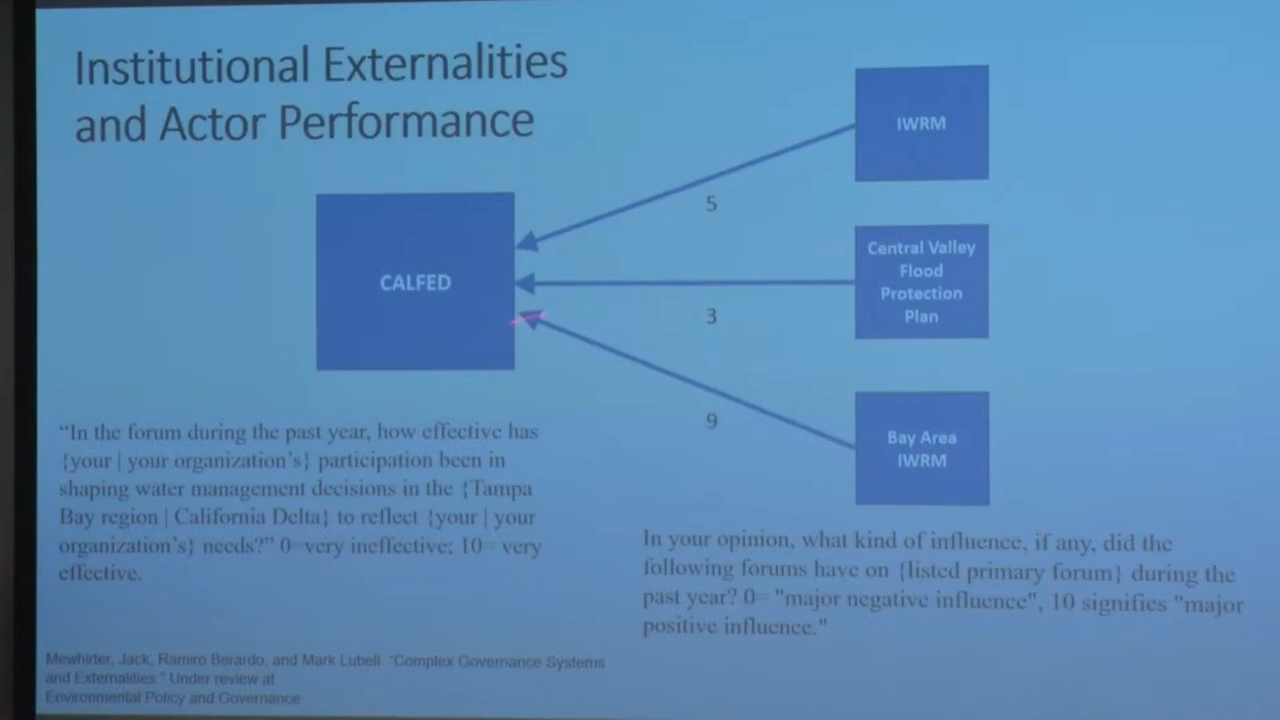 Institutional Externalities
and Actor Performance
IWRM
5
CALFED
Central Valley
Flood
Protection
Plan
3
9
Bay Area
IWRM
“In the forum during the past year, how effective has
{your | your organization's} participation been in
shaping water management decisions in the {Tampa
Bay region | California Delta} to reflect {your | your
organization's} needs?” 0=very ineffective; 10= very
effective.
In your opinion, what kind of influence, if any, did the
following forums have on {listed primary forum} during the
past year? 0= "major negative influence", 10 signifies "major
positive influence."
Mewhirter, Jack, Ramiro Berardo, and Mark Lubell. “Complex Governance Systems
and Externalities.” Under review at
Environmental Policy and Governance